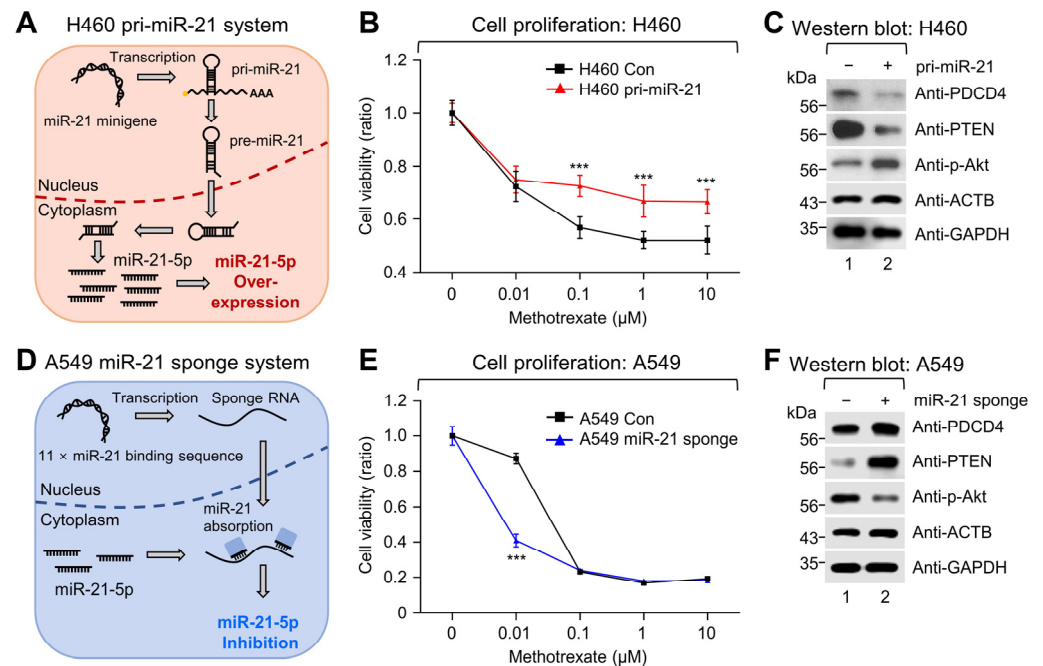 A
H460 pri-miR-21 system
Transcription
pri-miR-21
AAA
miR-21 minigene
pre-miR-21
Nucleus
Cytoplasm
miR-21-5p
miR-21-5p
Over-
expression
B
Cell proliferation: H460
H460 Con
H460 pri-miR-21
Cell viability (ratio)
1.2
1.0
0.8
0.6
0.4
***
***
***
0
0.01
0.1
1
10
Methotrexate (µM)
C
Western blot: H460
– + pri-miR-21
kDa
56 Anti-PDCD4
56 Anti-PTEN
56 Anti-p-Akt
43 Anti-ACTB
35 Anti-GAPDH
1 2
D
A549 miR-21 sponge system
Transcription
Sponge RNA
11 × miR-21 binding sequence
Nucleus
Cytoplasm
miR-21
absorption
miR-21-5p
miR-21-5p
Inhibition
E
Cell proliferation: A549
A549 Con
A549 miR-21 sponge
Cell viability (ratio)
1.2
1.0
0.8
0.6
0.4
0.2
0
***
0
0.01
0.1
1
10
Methotrexate (µM)
F
Western blot: A549
– + miR-21 sponge
kDa
56 Anti-PDCD4
56 Anti-PTEN
56 Anti-p-Akt
43 Anti-ACTB
35 Anti-GAPDH
1 2